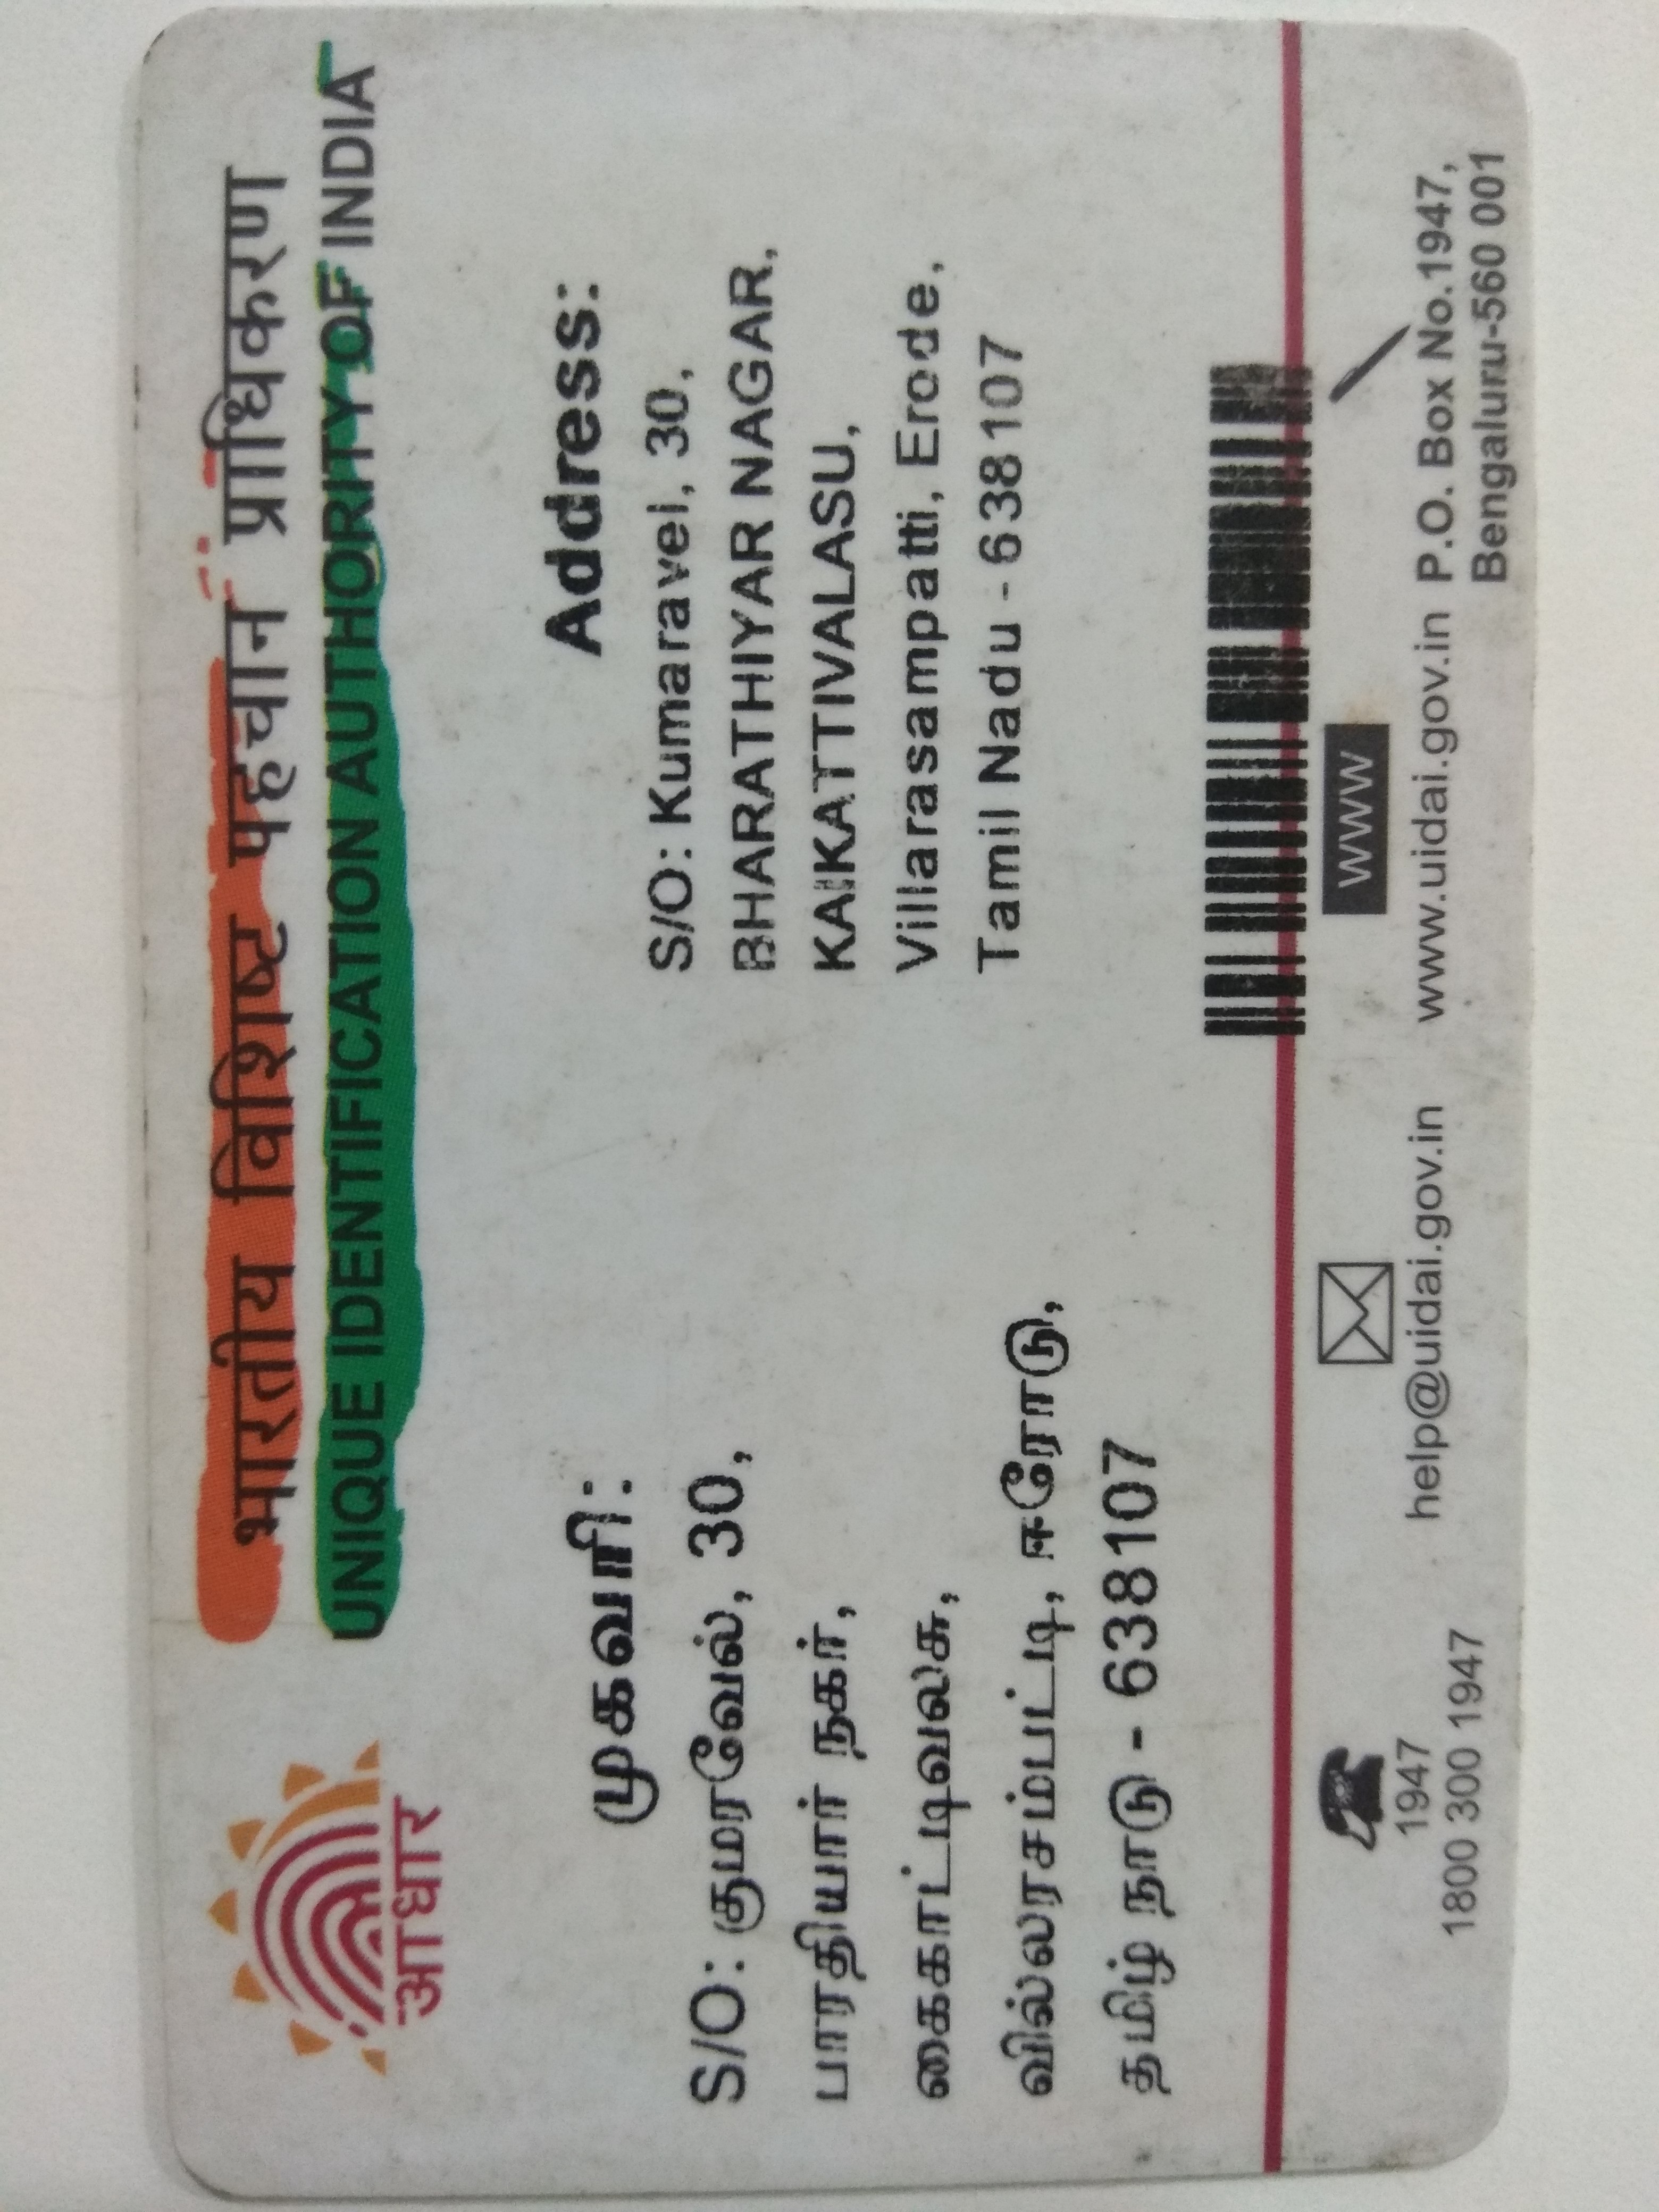 भारतीय विशिष्ट पहचान प्राधिकरण
UNIQUE IDENTIFICATION AUTHORITY OF INDIA
आधार
முகவரி:
S/O: குமரவேல், 30,
பாரதியார் நகர்,
கைகாட்டிவலசு,
வில்லரசம்பட்டி, ஈரோடு,
தமிழ் நாடு - 638107
Address:
S/O: Kumaravel, 30,
BHARATHIYAR NAGAR,
KAIKATTIVALASU,
Villarasampatti, Erode,
Tamil Nadu - 638107
1947
1800 300 1947
help@uidai.gov.in
WWW
www.uidai.gov.in
P.O. Box No.1947,
Bengaluru-560 001